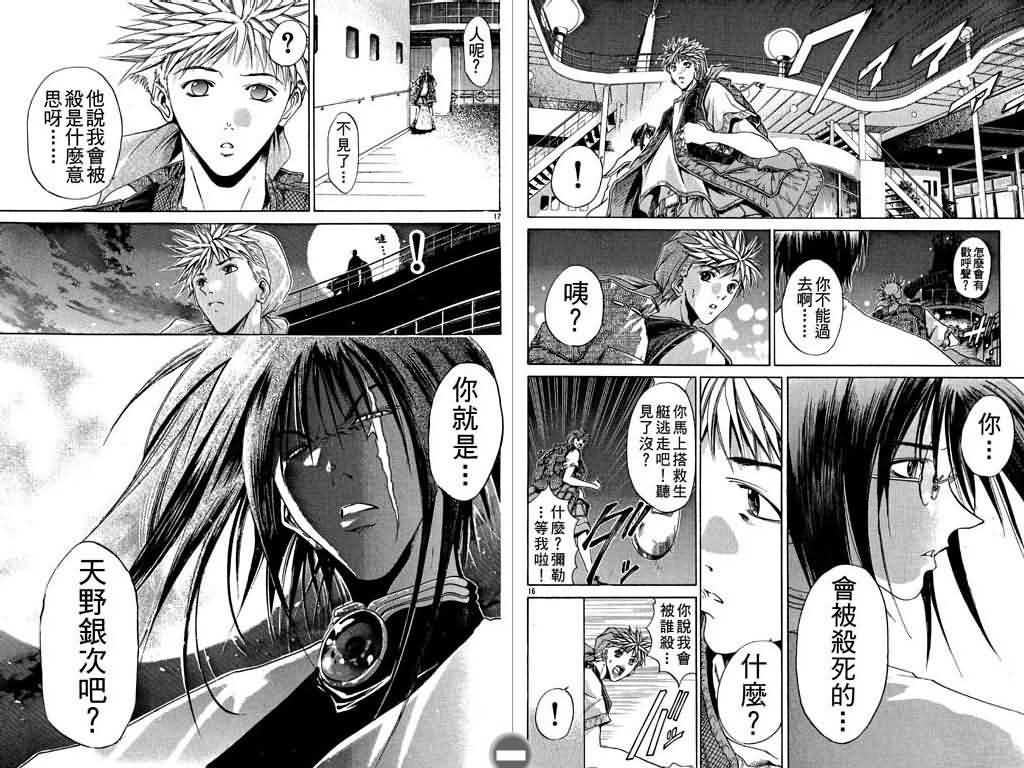 ！
怎麼會有
歡呼聲？
你不能過
去啊……
咦？
你…
會被殺死的…
什麼？
你馬上搭救生
艇逃走吧！聽
見了沒？
什麼？彌勒
…等我啦！
16
你說我會
被誰殺…
！
人呢？
不見了…
？
他說我會被
殺是什麼意
思呀……
17
！
你就是…
天野銀次吧？